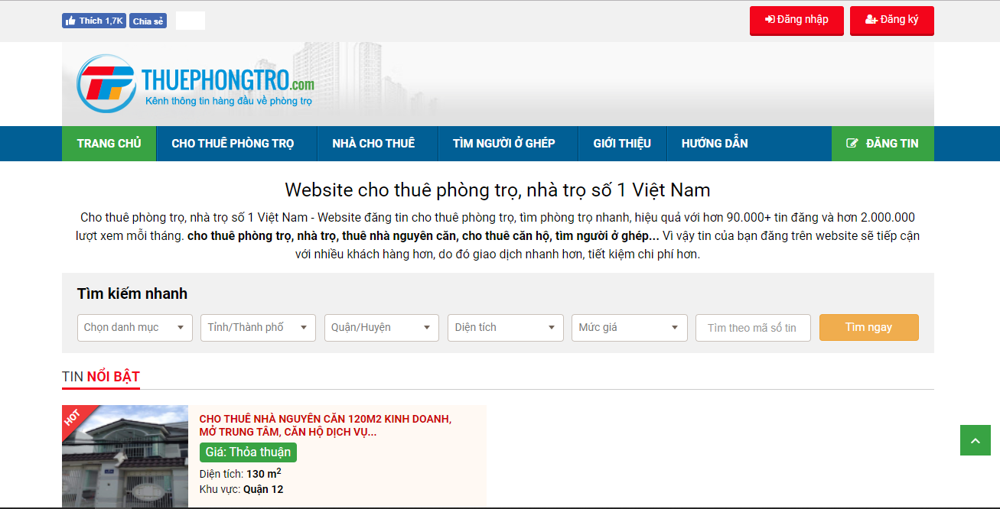 Thích 1,7K Chia sẻ
Đăng nhập Đăng ký
THUEPHONGTRO.com
Kênh thông tin hàng đầu về phòng trọ
TRANG CHỦ CHO THUÊ PHÒNG TRỌ NHÀ CHO THUÊ TÌM NGƯỜI Ở GHÉP GIỚI THIỆU HƯỚNG DẪN ĐĂNG TIN
Website cho thuê phòng trọ, nhà trọ số 1 Việt Nam
Cho thuê phòng trọ, nhà trọ số 1 Việt Nam - Website đăng tin cho thuê phòng trọ, tìm phòng trọ nhanh, hiệu quả với hơn 90.000+ tin đăng và hơn 2.000.000
lượt xem mỗi tháng. cho thuê phòng trọ, nhà trọ, thuê nhà nguyên căn, cho thuê căn hộ, tìm người ở ghép... Vì vậy tin của bạn đăng trên website sẽ tiếp cận
với nhiều khách hàng hơn, do đó giao dịch nhanh hơn, tiết kiệm chi phí hơn.
Tìm kiếm nhanh
Chọn danh mục Tỉnh/Thành phố Quận/Huyện Diện tích Mức giá Tìm theo mã số tin Tìm ngay
TIN NỔI BẬT
HOT
CHO THUÊ NHÀ NGUYÊN CĂN 120M2 KINH DOANH,
MỞ TRUNG TÂM, CĂN HỘ DỊCH VỤ...
Giá: Thỏa thuận
Diện tích: 130 m²
Khu vực: Quận 12